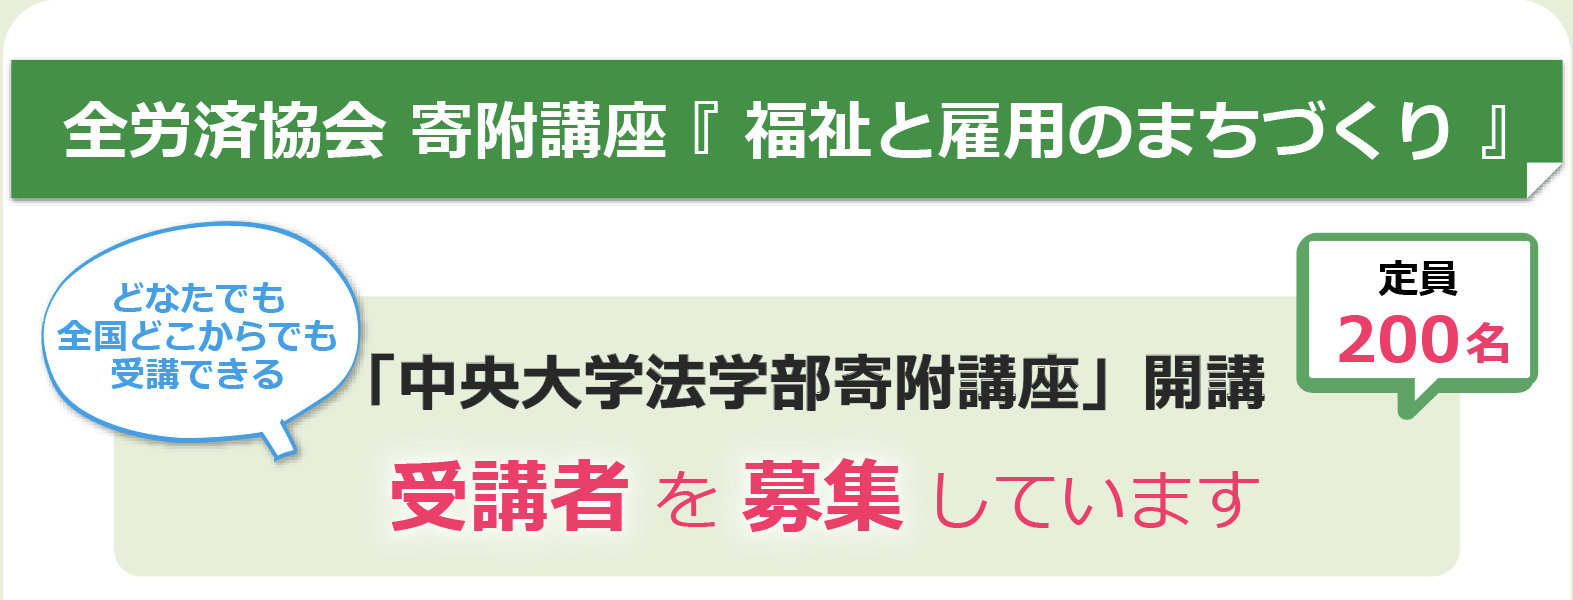 全労済協会 寄附講座『 福祉と雇用のまちづくり 』
どなたでも
全国どこからでも
受講できる
定員
200名
「中央大学法学部寄附講座」開講
受講者 を 募集 しています